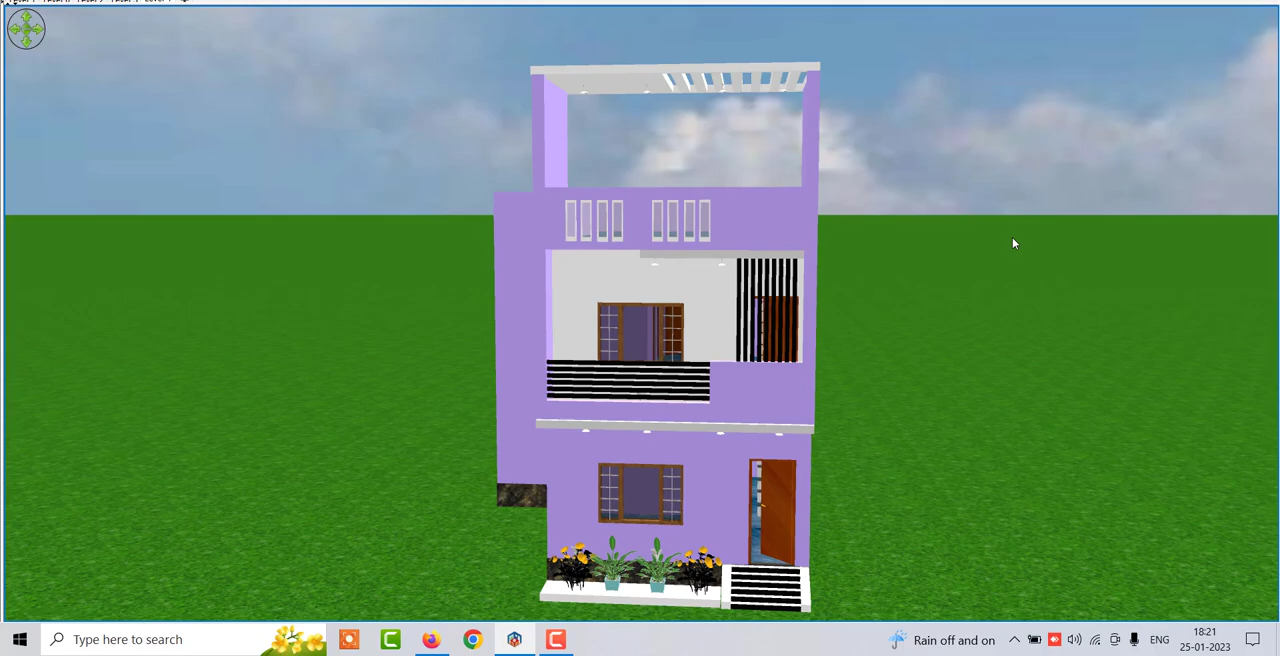 Type here to search
Rain off and on
ENG
18:21
25-01-2023